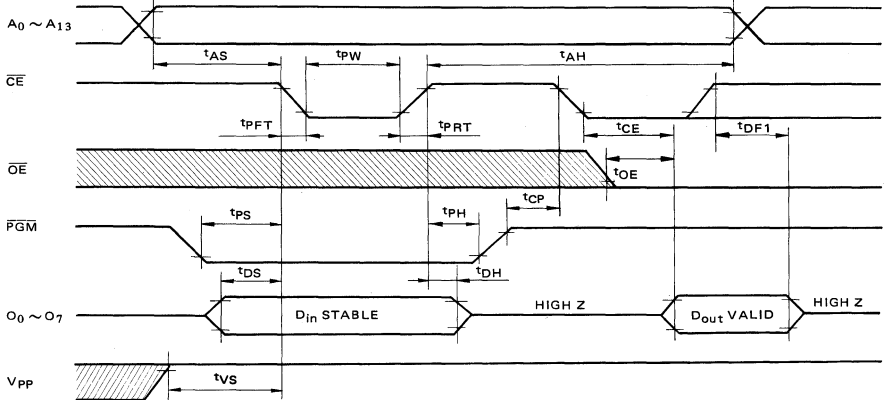 A0 ~ A13
tAS
tPW
tAH
CE
tPFT
tPRT
tCE
tDF1
OE
tOE
tCP
PGM
tPS
tPH
tDS
tDH
O0 ~ O7
Din STABLE
HIGH Z
Dout VALID
HIGH Z
VPP
tVS